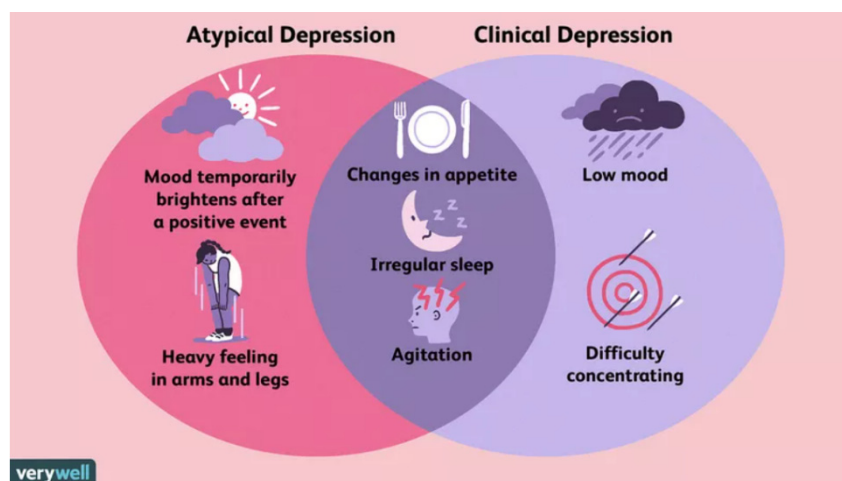 Atypical Depression
Clinical Depression
Mood temporarily
brightens after
a positive event
Heavy feeling
in arms and legs
Changes in appetite
z z
z
Irregular sleep
Agitation
Low mood
Difficulty
concentrating
verywell